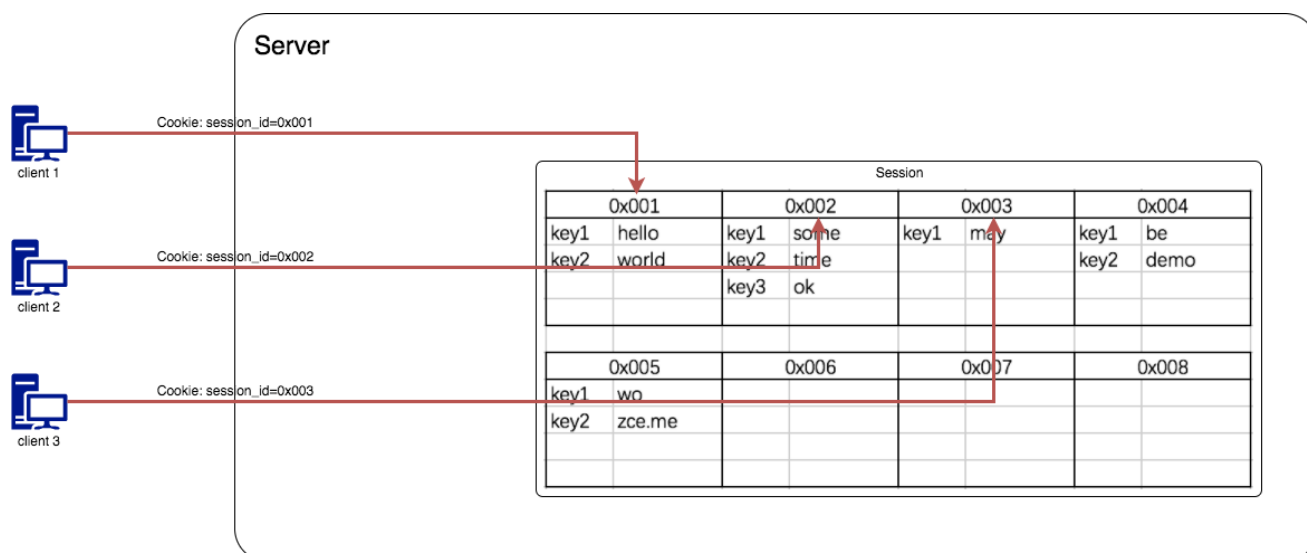 Server
Cookie: session_id=0x001
client 1
Session
0x001 0x002 0x003 0x004
key1 hello key1 some key1 may key1 be
Cookie: session_id=0x002
key2 world key2 time key2 demo
key3 ok
client 2
0x005 0x006 0x007 0x008
Cookie: session_id=0x003
key1 wo
key2 zce.me
client 3